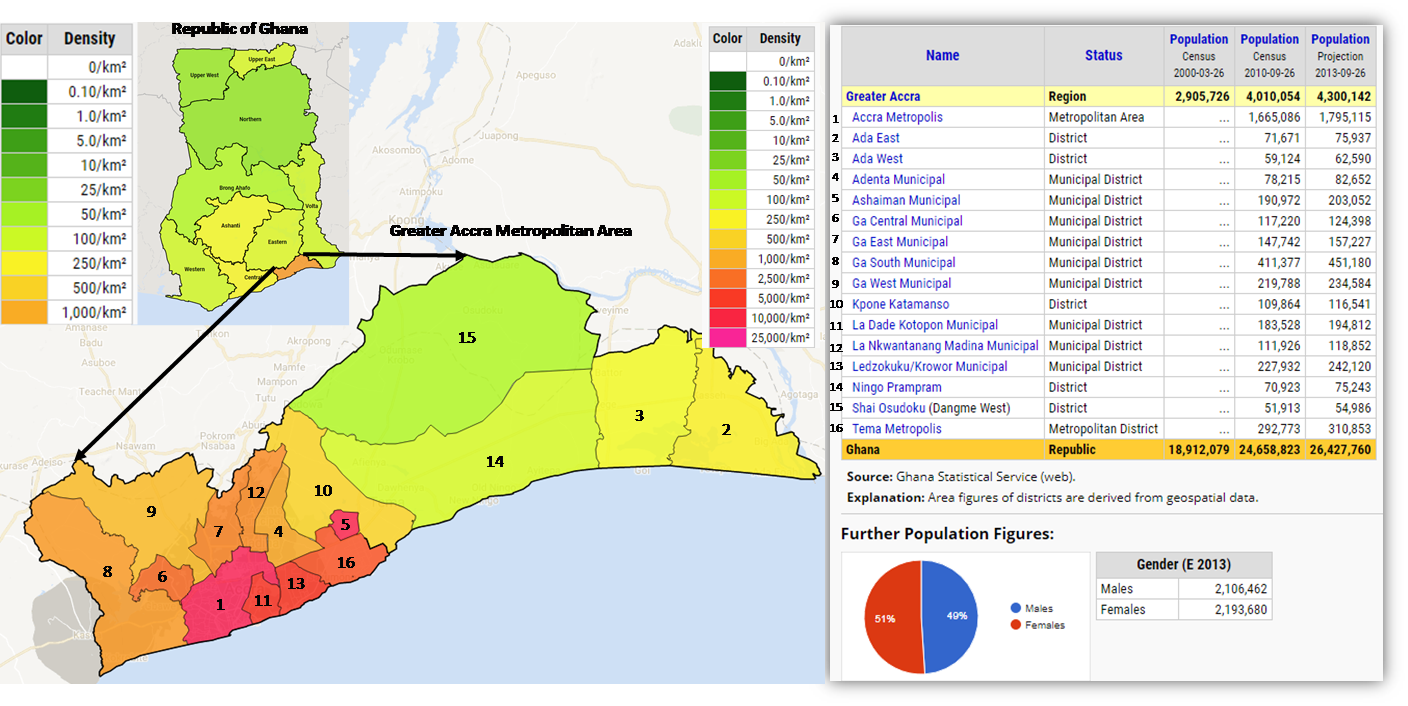 Color Density
0/km²
0.10/km²
1.0/km²
5.0/km²
10/km²
25/km²
50/km²
100/km²
250/km²
500/km²
1,000/km²
Republic of Ghana
Upper West
Upper East
Northern
Brong Ahafo
Volta
Ashanti
Eastern
Western
Central
Greater Accra Metropolitan Area
Apeguso
Juapong
Akosombo
Adome
Atimpoku
Kpong
Akropong
Amanase
Badu
Asuboe
Mamfe
Mampon
Teacher Mant
Tutu
Pokrom
Nsabaa
Nsawam
Adeiso
Agotaga
15
3
2
14
10
12
9
7
4
5
16
8
6
1
11
13
Color Density
0/km²
0.10/km²
1.0/km²
5.0/km²
10/km²
25/km²
50/km²
100/km²
250/km²
500/km²
1,000/km²
2,500/km²
5,000/km²
10,000/km²
25,000/km²
Name Status Population Census 2000-03-26 Population Census 2010-09-26 Population Projection 2013-09-26
Greater Accra Region 2,905,726 4,010,054 4,300,142
1 Accra Metropolis Metropolitan Area ... 1,665,086 1,795,115
2 Ada East District ... 71,671 75,937
3 Ada West District ... 59,124 62,590
4 Adenta Municipal Municipal District ... 78,215 82,652
5 Ashaiman Municipal Municipal District ... 190,972 203,052
6 Ga Central Municipal Municipal District ... 117,220 124,398
7 Ga East Municipal Municipal District ... 147,742 157,227
8 Ga South Municipal Municipal District ... 411,377 451,180
9 Ga West Municipal Municipal District ... 219,788 234,584
10 Kpone Katamanso District ... 109,864 116,541
11 La Dade Kotopon Municipal Municipal District ... 183,528 194,812
12 La Nkwantanang Madina Municipal Municipal District ... 111,926 118,852
13 Ledzokuku/Krowor Municipal Municipal District ... 227,932 242,120
14 Ningo Prampram District ... 70,923 75,243
15 Shai Osudoku (Dangme West) District ... 51,913 54,986
16 Tema Metropolis Metropolitan District ... 292,773 310,853
Ghana Republic 18,912,079 24,658,823 26,427,760
Source: Ghana Statistical Service (web).
Explanation: Area figures of districts are derived from geospatial data.
Further Population Figures:
51%
49%
Males
Females
Gender (E 2013)
Males 2,106,462
Females 2,193,680